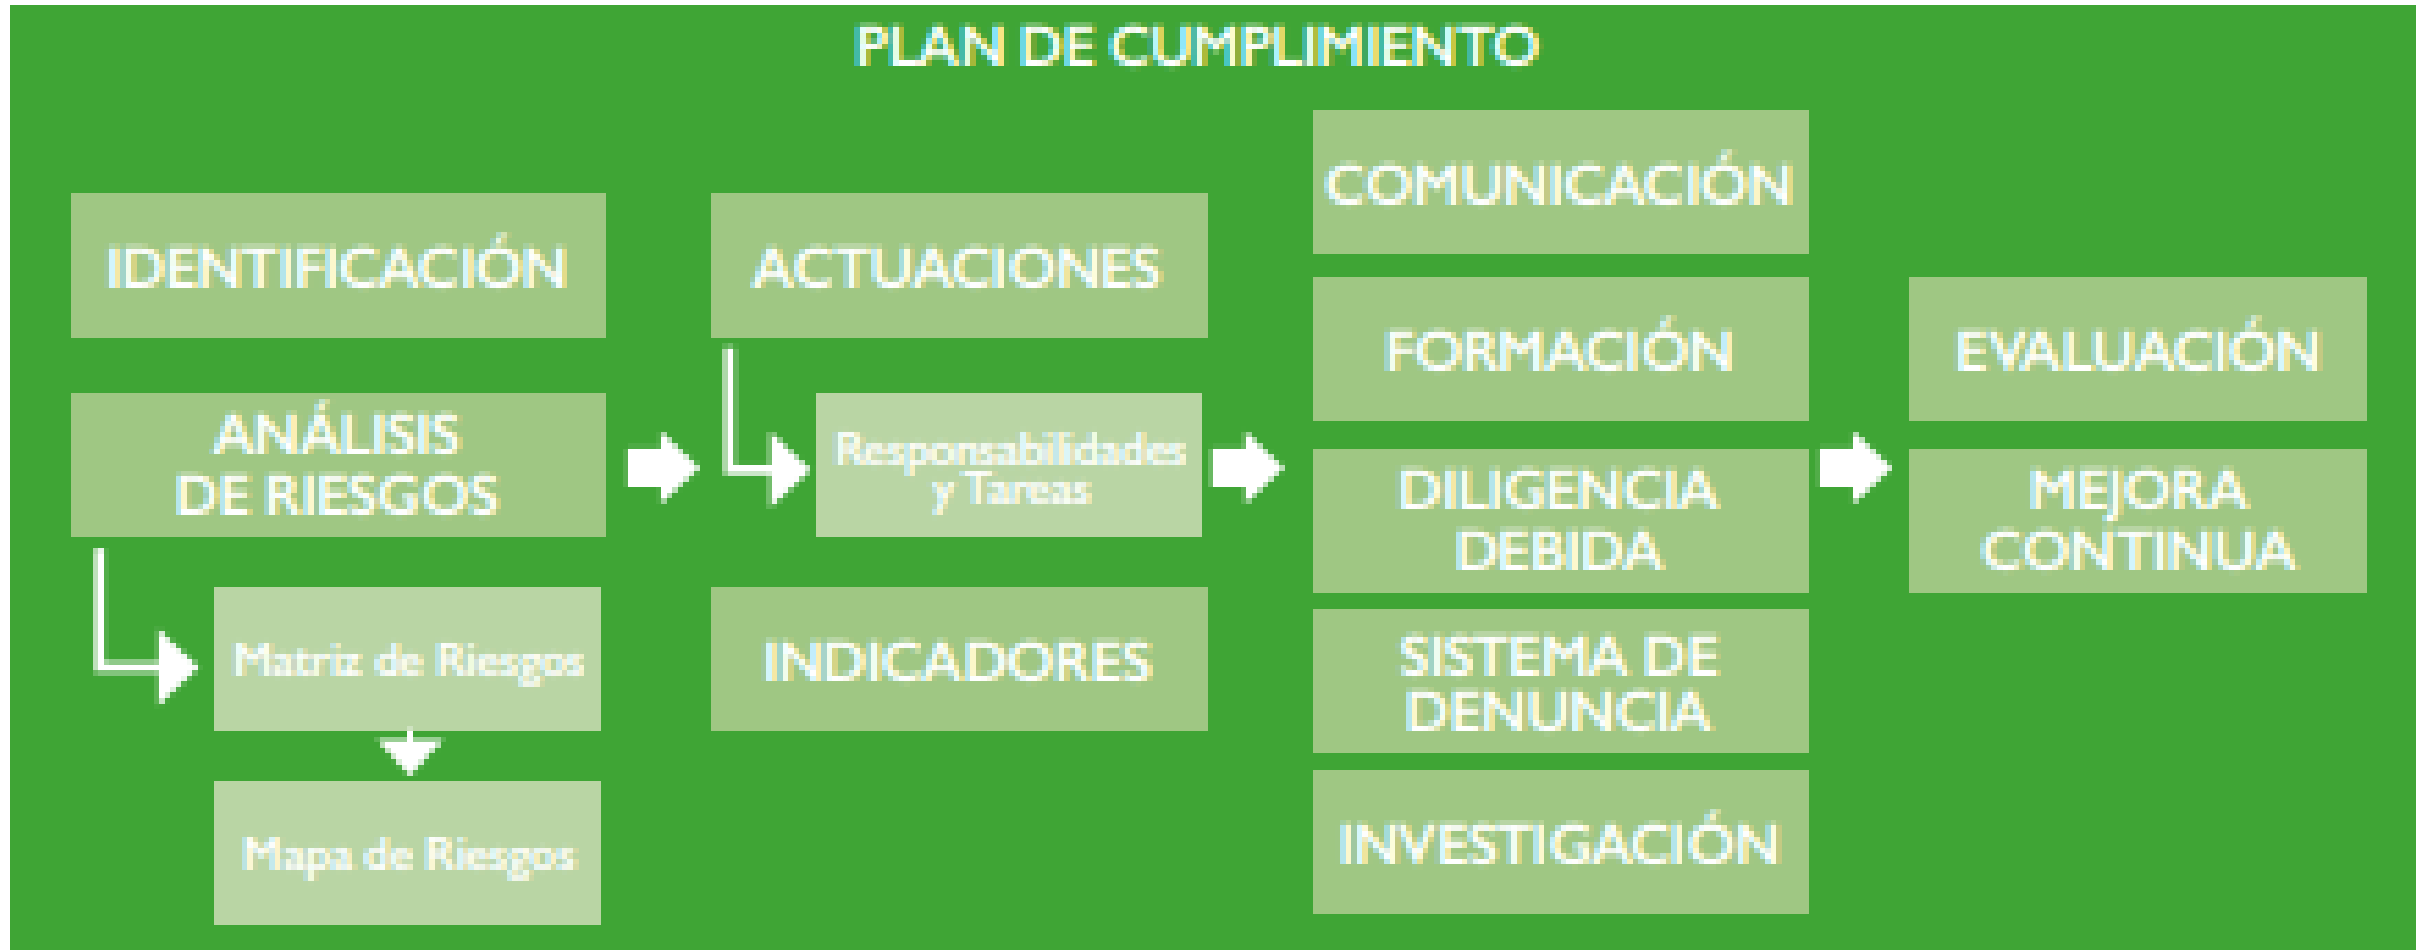 PLAN DE CUMPLIMIENTO
IDENTIFICACIÓN
ANÁLISIS
DE RIESGOS
Matriz de Riesgos
Mapa de Riesgos
ACTUACIONES
Responsabilidades
y Tareas
INDICADORES
COMUNICACIÓN
FORMACIÓN
DILIGENCIA
DEBIDA
SISTEMA DE
DENUNCIA
INVESTIGACIÓN
EVALUACIÓN
MEJORA
CONTINUA